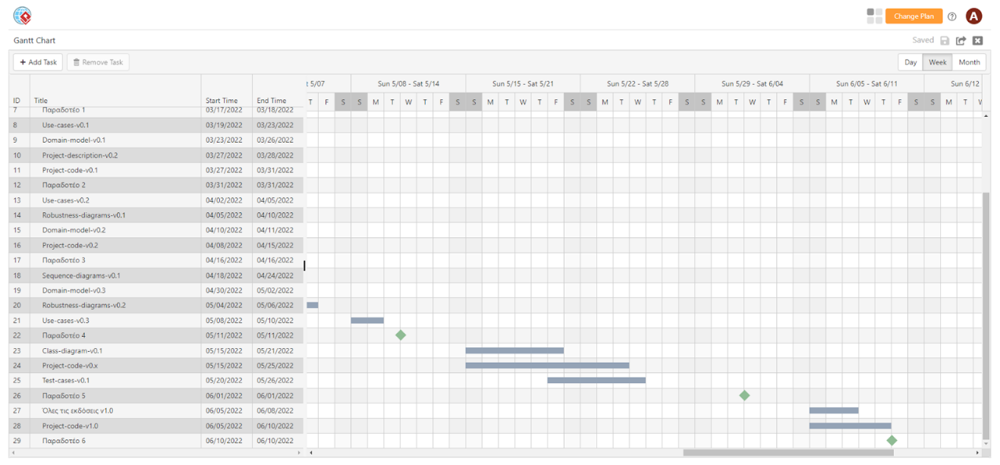 Change Plan ? A
Gantt Chart Saved
+ Add Task Remove Task Day Week Month
t 5/07 Sun 5/08 - Sat 5/14 Sun 5/15 - Sat 5/21 Sun 5/22 - Sat 5/28 Sun 5/29 - Sat 6/04 Sun 6/05 - Sat 6/11 Sun 6/12
ID Title Start Time End Time T F S S M T W T F S S M T W T F S S M T W T F S S M T W T F S S M T W T F S S M T W
7 Παραδοτέο 1 03/17/2022 03/18/2022
8 Use-cases-v0.1 03/19/2022 03/23/2022
9 Domain-model-v0.1 03/23/2022 03/26/2022
10 Project-description-v0.2 03/27/2022 03/28/2022
11 Project-code-v0.1 03/27/2022 03/31/2022
12 Παραδοτέο 2 03/31/2022 03/31/2022
13 Use-cases-v0.2 04/02/2022 04/05/2022
14 Robustness-diagrams-v0.1 04/05/2022 04/10/2022
15 Domain-model-v0.2 04/10/2022 04/11/2022
16 Project-code-v0.2 04/08/2022 04/15/2022
17 Παραδοτέο 3 04/16/2022 04/16/2022
18 Sequence-diagrams-v0.1 04/18/2022 04/24/2022
19 Domain-model-v0.3 04/30/2022 05/02/2022
20 Robustness-diagrams-v0.2 05/04/2022 05/06/2022
21 Use-cases-v0.3 05/08/2022 05/10/2022
22 Παραδοτέο 4 05/11/2022 05/11/2022
23 Class-diagram-v0.1 05/15/2022 05/21/2022
24 Project-code-v0.x 05/15/2022 05/25/2022
25 Test-cases-v0.1 05/20/2022 05/26/2022
26 Παραδοτέο 5 06/01/2022 06/01/2022
27 Όλες τις εκδόσεις v1.0 06/05/2022 06/08/2022
28 Project-code-v1.0 06/05/2022 06/10/2022
29 Παραδοτέο 6 06/10/2022 06/10/2022